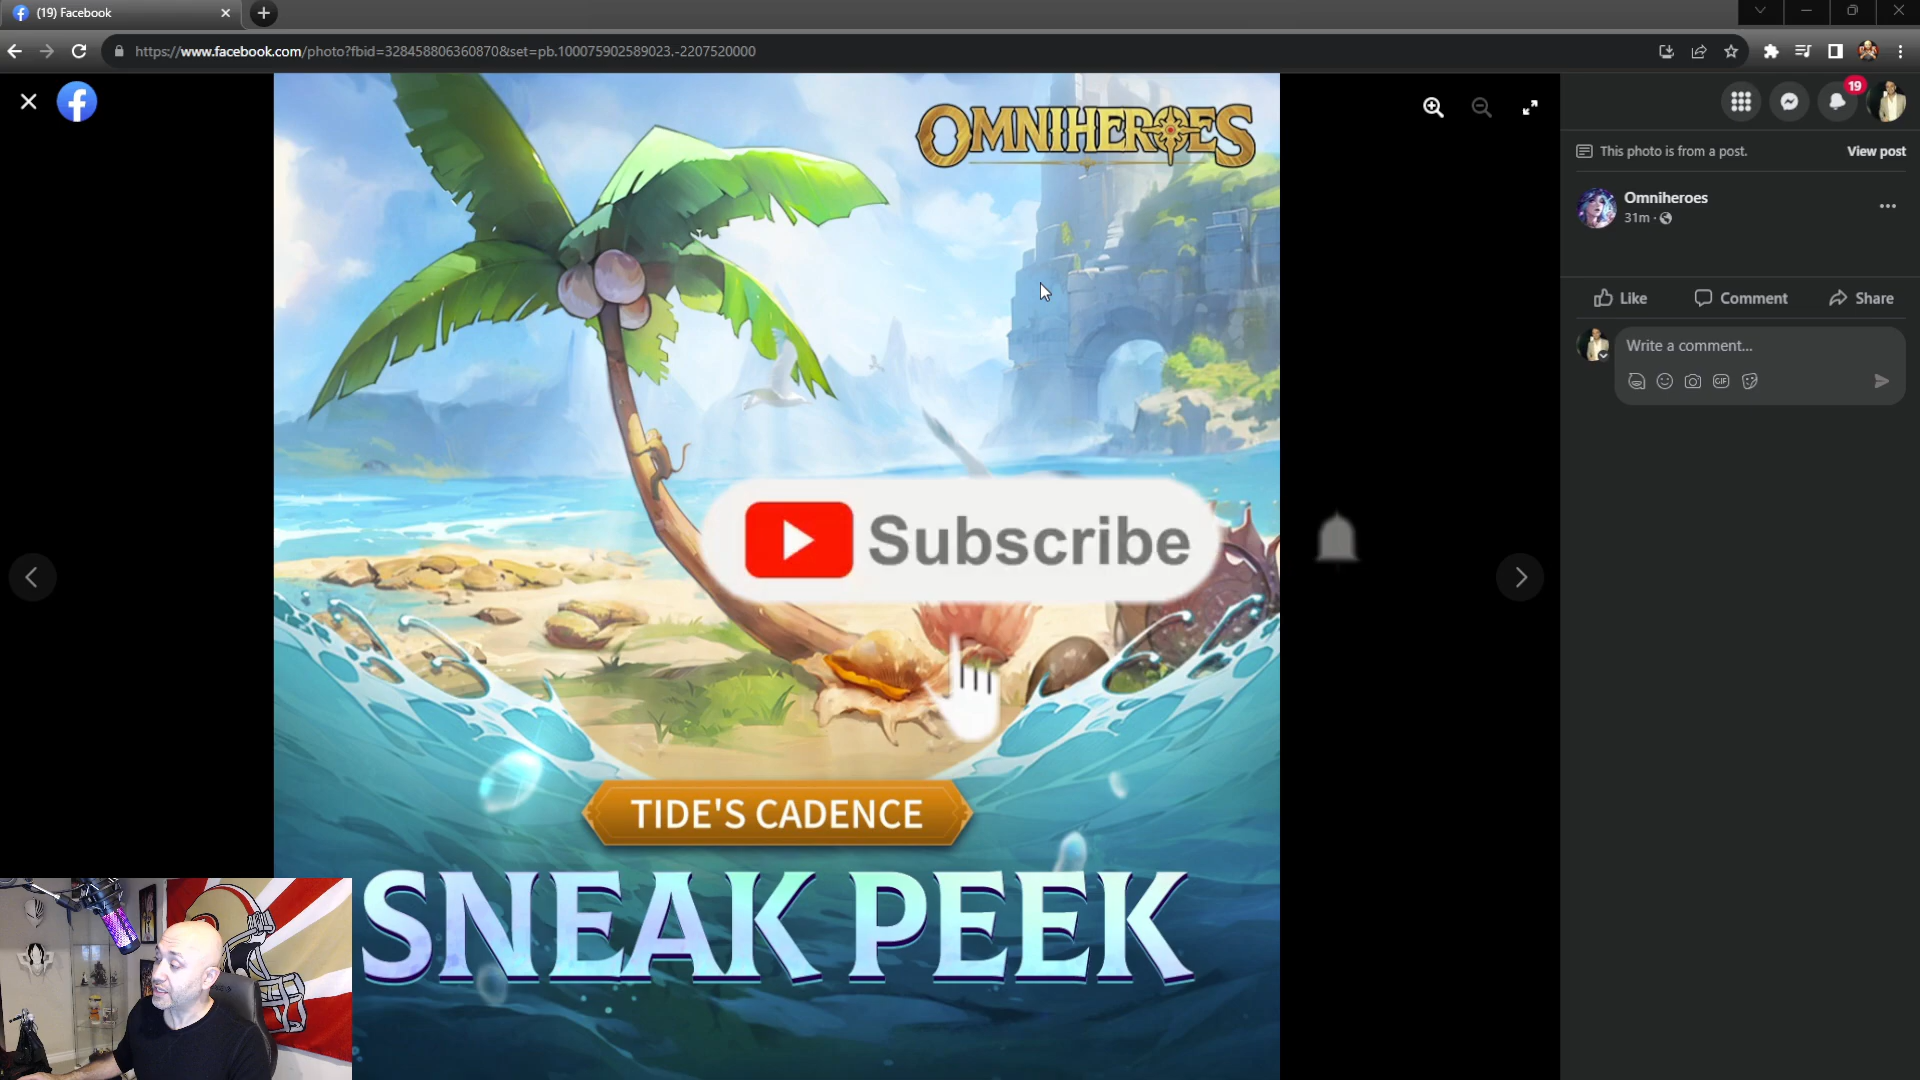 (19) Facebook
https://www.facebook.com/photo?fbid=328458806360870&set=pb.100075902589023.-2207520000
OMNIHEROES
19
This photo is from a post.
View post
Omniheroes
31m ·
Like
Comment
Share
Write a comment...
GIF
Subscribe
TIDE'S CADENCE
SNEAK PEEK